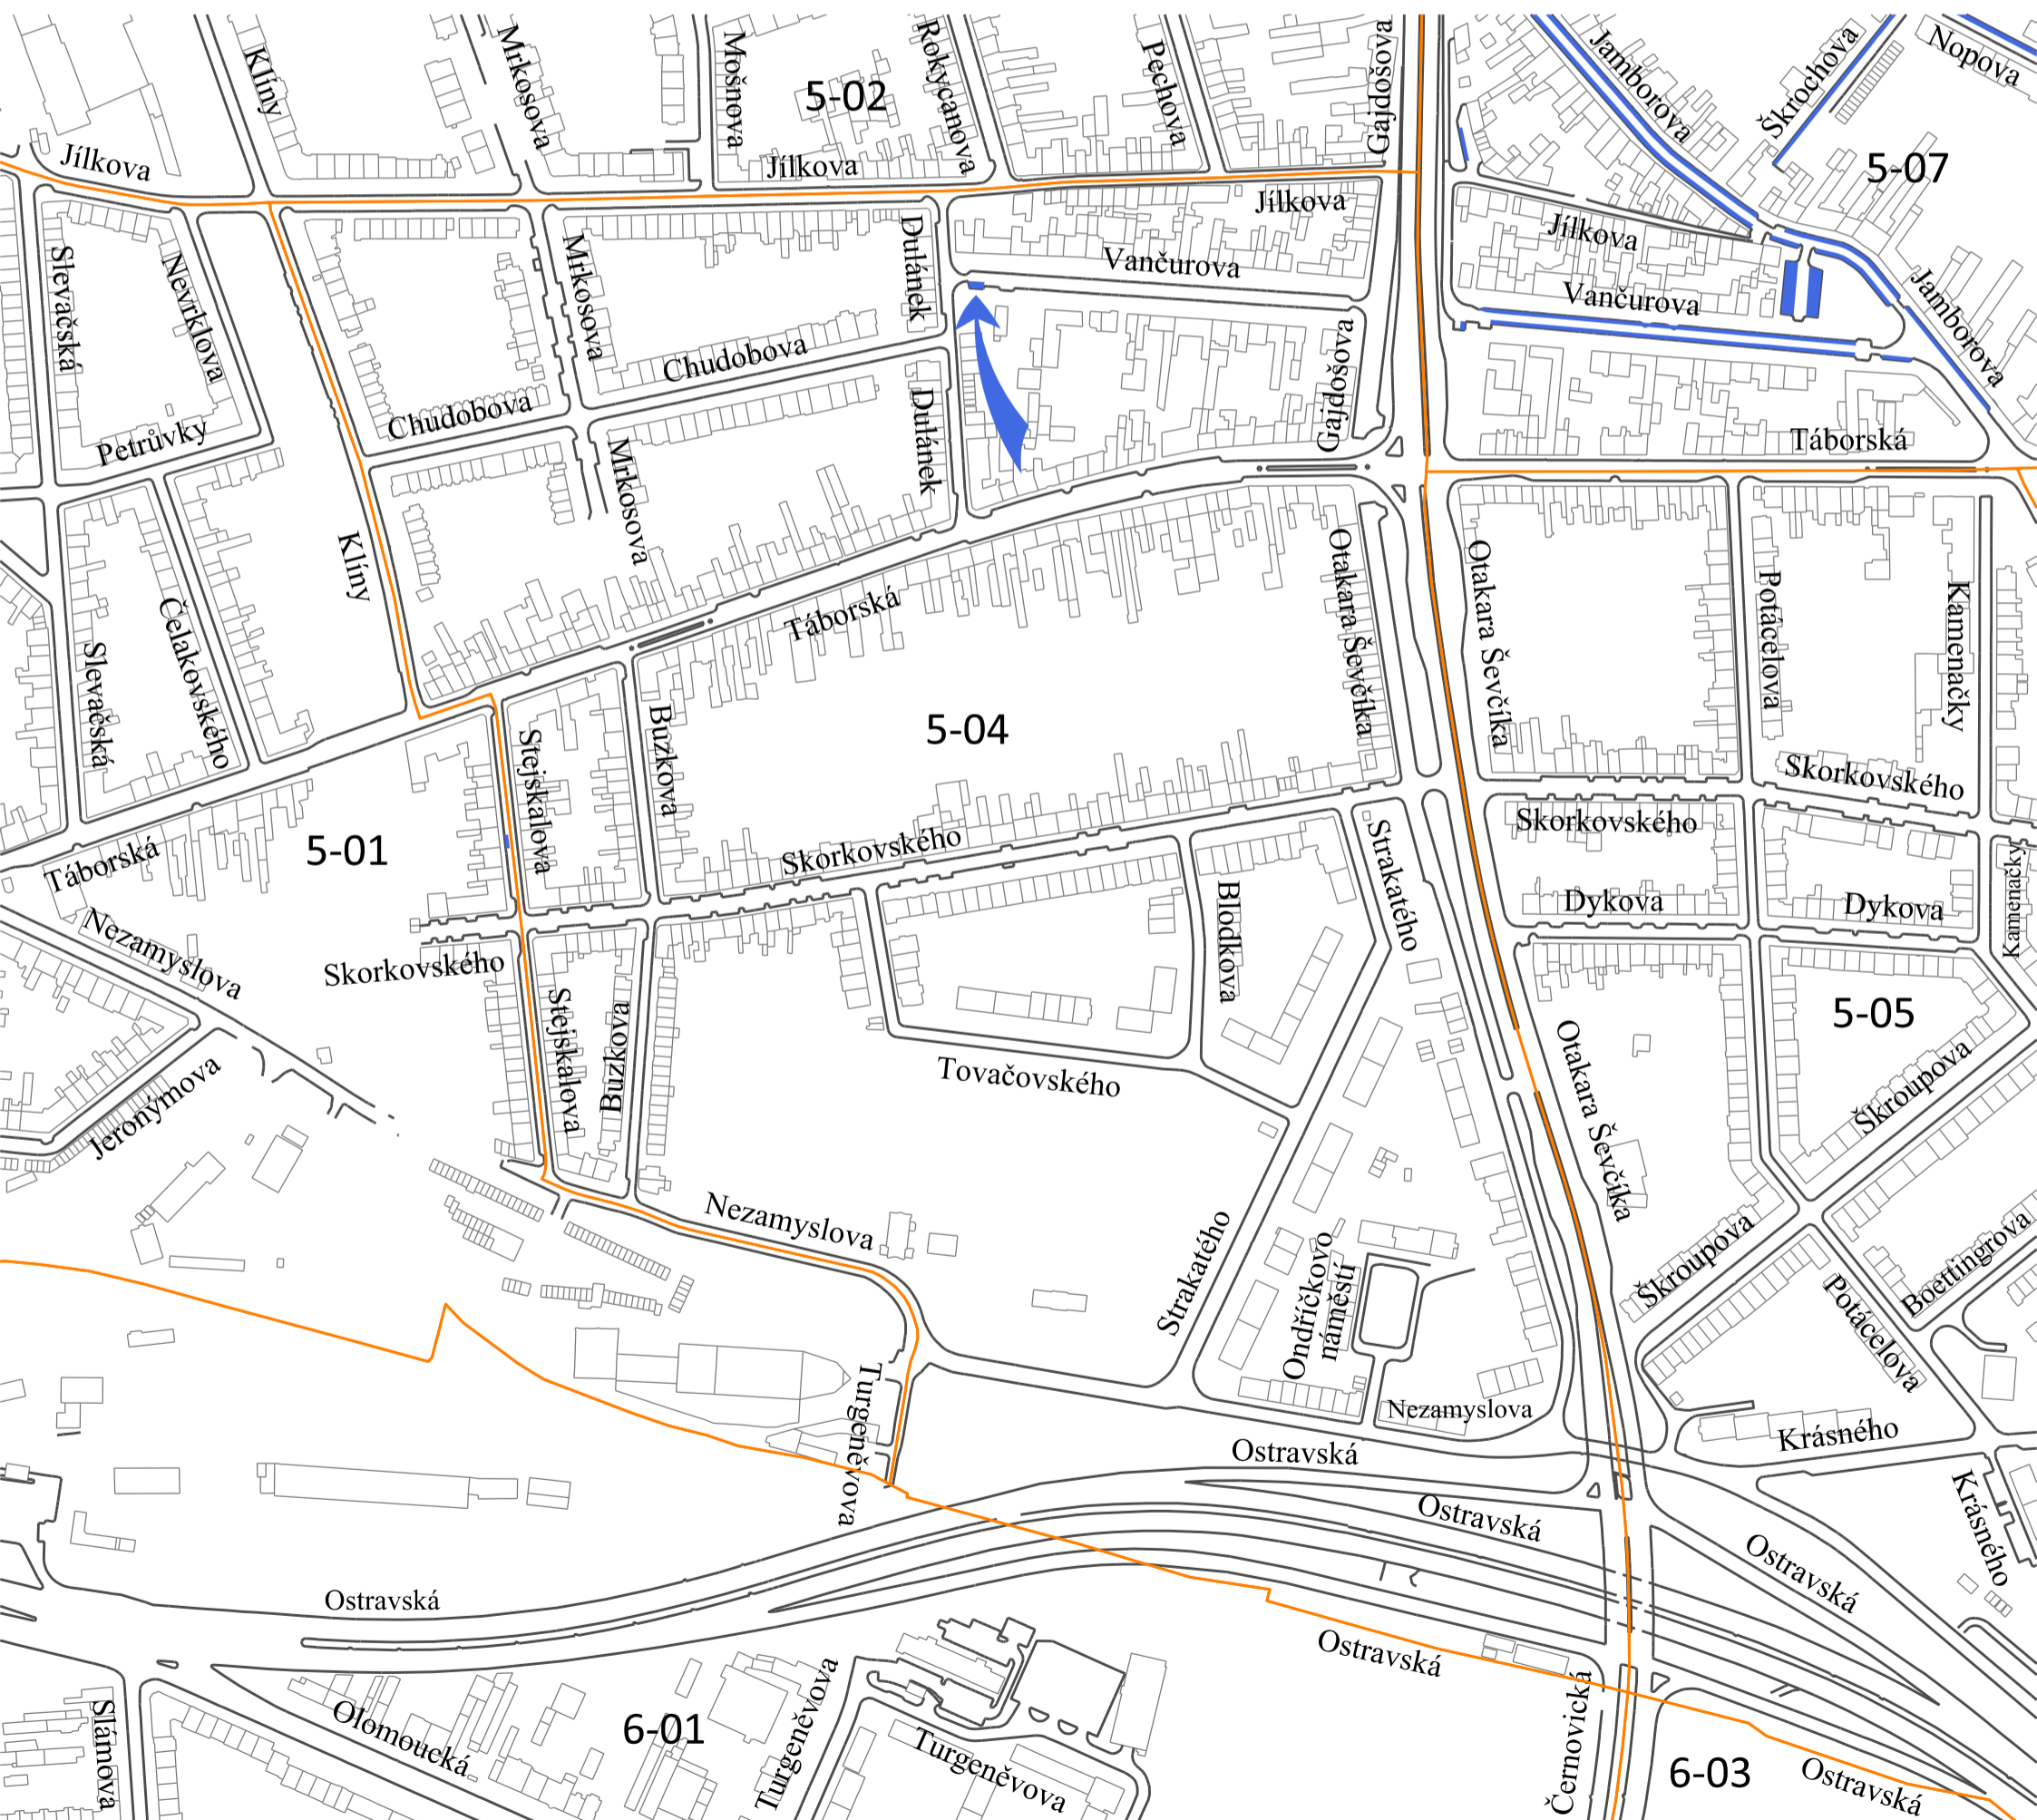 Klíny
Mrkosova
Mošnova
5-02
Rokycanova
Pechova
Gajdošova
Jamborova
Škrochova
Nopova
5-07
Jílkova
Jílkova
Jílkova
Jílkova
Slevačská
Nevrklova
Mrkosova
Dulánek
Vančurova
Vančurova
Jamborova
Chudobova
Chudobova
Gajdošova
Petrůvky
Dulánek
Táborská
Mrkosova
Klíny
Otakara Ševčíka
Otakara Ševčíka
Potácelova
Kamenačky
Čelakovského
Slevačská
Táborská
5-04
Buzkova
Stejskalova
Skorkovského
Skorkovského
Skorkovského
5-01
Táborská
Strakatého
Kamenačky
Blodkova
Dykova
Dykova
Nezamyslova
Skorkovského
Stejskalova
Buzkova
5-05
Tovačovského
Otakara Ševčíka
Škroupova
Jeronýmova
Nezamyslova
Strakatého
Ondříčkovo
náměstí
Škroupova
Boettingrova
Potácelova
Turgeněvova
Nezamyslova
Krásného
Ostravská
Ostravská
Krásného
Ostravská
Ostravská
Ostravská
Slámova
Olomoucká
6-01
Turgeněvova
Turgeněvova
Černovická
6-03
Ostravská